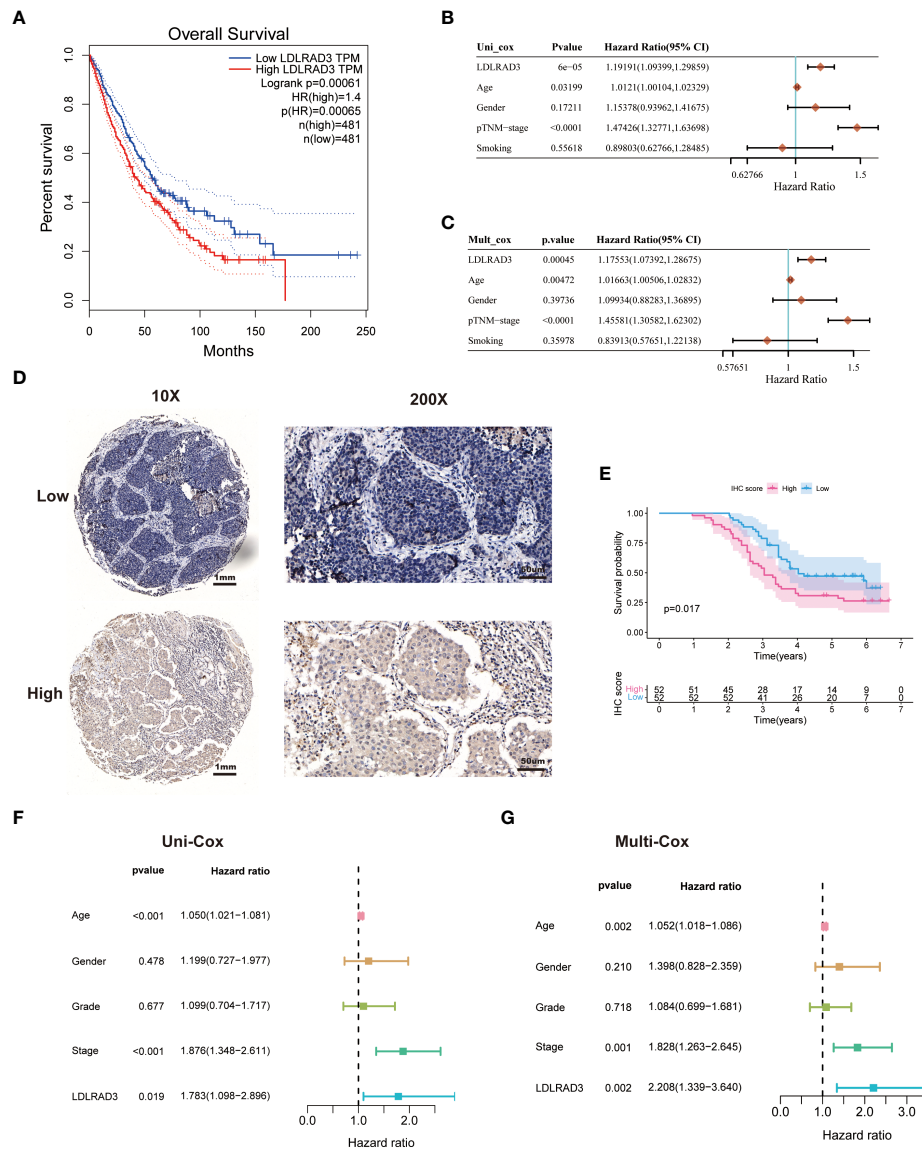 A
Overall Survival
Low LDLRAD3 TPM
High LDLRAD3 TPM
Logrank p=0.00061
HR(high)=1.4
p(HR)=0.00065
n(high)=481
n(low)=481
Percent survival
1.0
0.8
0.6
0.4
0.2
0.0
0 50 100 150 200 250
Months
B
Uni_cox Pvalue Hazard Ratio(95% CI)
LDLRAD3 6e−05 1.19191(1.09399,1.29859)
Age 0.03199 1.0121(1.00104,1.02329)
Gender 0.17211 1.15378(0.93962,1.41675)
pTNM−stage <0.0001 1.47426(1.32771,1.63698)
Smoking 0.55618 0.89803(0.62766,1.28485)
0.62766 1 1.5
Hazard Ratio
C
Mult_cox p.value Hazard Ratio(95% CI)
LDLRAD3 0.00045 1.17553(1.07392,1.28675)
Age 0.00472 1.01663(1.00506,1.02832)
Gender 0.39736 1.09934(0.88283,1.36895)
pTNM−stage <0.0001 1.45581(1.30582,1.62302)
Smoking 0.35978 0.83913(0.57651,1.22138)
0.57651 1 1.5
Hazard Ratio
D
10X 200X
Low
1mm
50um
High
1mm
50um
E
IHC score High Low
Survival probability
1.00
0.75
0.50
0.25
0.00
p=0.017
0 1 2 3 4 5 6 7
Time(years)
IHC score
High 52 51 45 28 17 14 9 0
Low 52 52 52 41 26 20 7 0
0 1 2 3 4 5 6 7
Time(years)
F
Uni-Cox
pvalue Hazard ratio
Age <0.001 1.050(1.021−1.081)
Gender 0.478 1.199(0.727−1.977)
Grade 0.677 1.099(0.704−1.717)
Stage <0.001 1.876(1.348−2.611)
LDLRAD3 0.019 1.783(1.098−2.896)
0.0 1.0 2.0
Hazard ratio
G
Multi-Cox
pvalue Hazard ratio
Age 0.002 1.052(1.018−1.086)
Gender 0.210 1.398(0.828−2.359)
Grade 0.718 1.084(0.699−1.681)
Stage 0.001 1.828(1.263−2.645)
LDLRAD3 0.002 2.208(1.339−3.640)
0.0 1.0 2.0 3.0
Hazard ratio